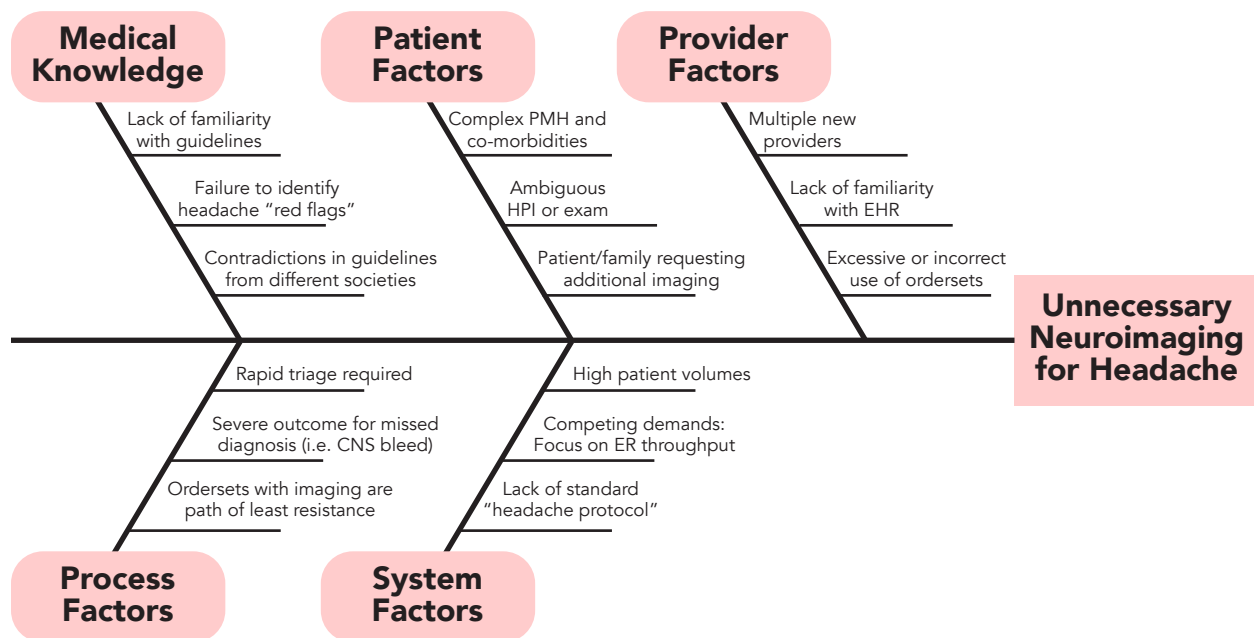 Medical
Knowledge
Patient
Factors
Provider
Factors
Lack of familiarity
with guidelines
Failure to identify
headache “red flags”
Contradictions in guidelines
from different societies
Complex PMH and
co-morbidities
Ambiguous
HPI or exam
Patient/family requesting
additional imaging
Multiple new
providers
Lack of familiarity
with EHR
Excessive or incorrect
use of ordersets
Unnecessary
Neuroimaging
for Headache
Rapid triage required
Severe outcome for missed
diagnosis (i.e. CNS bleed)
Ordersets with imaging are
path of least resistance
High patient volumes
Competing demands:
Focus on ER throughput
Lack of standard
“headache protocol”
Process
Factors
System
Factors